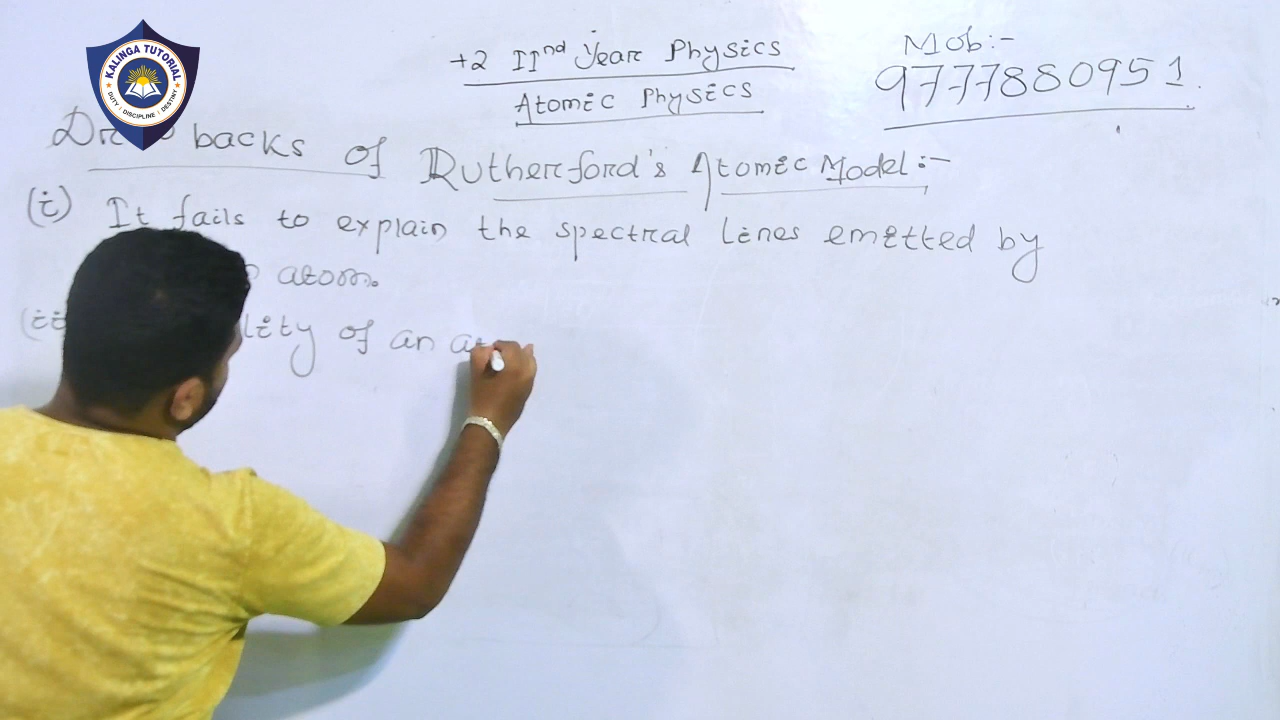 KALINGA TUTORIAL
DUTY | DISCIPLINE | DESTINY
+2 IInd Year Physics
Atomic Physics
Mob:-
9777880951
backs of Rutherford's Atomic Model:-
(i) It fails to explain the spectral lines emitted by
atom.
(ii of an